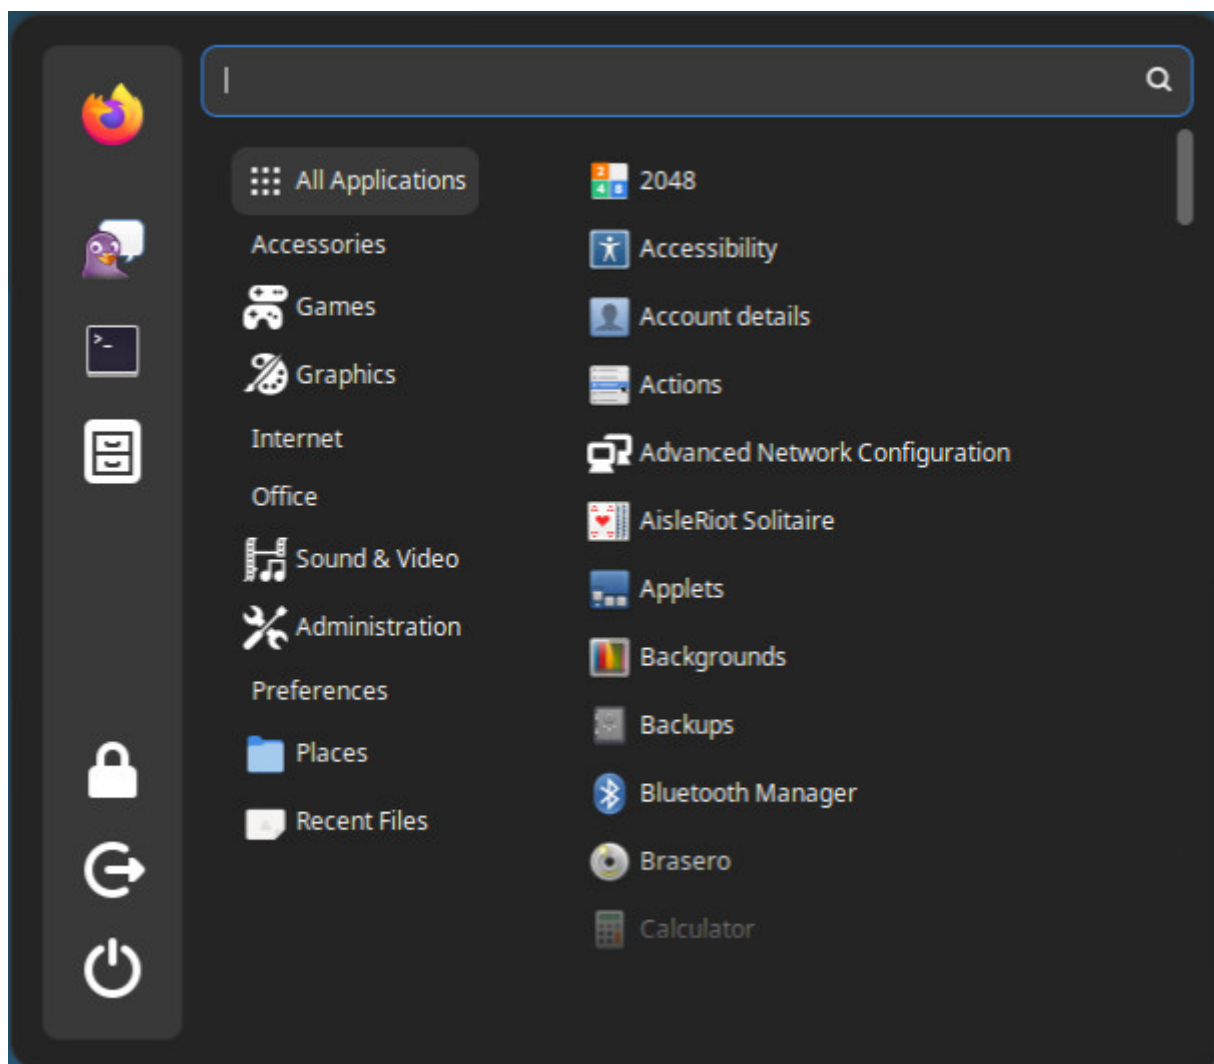 All Applications
Accessories
Games
Graphics
Internet
Office
Sound & Video
Administration
Preferences
Places
Recent Files
2048
Accessibility
Account details
Actions
Advanced Network Configuration
AisleRiot Solitaire
Applets
Backgrounds
Backups
Bluetooth Manager
Brasero
Calculator